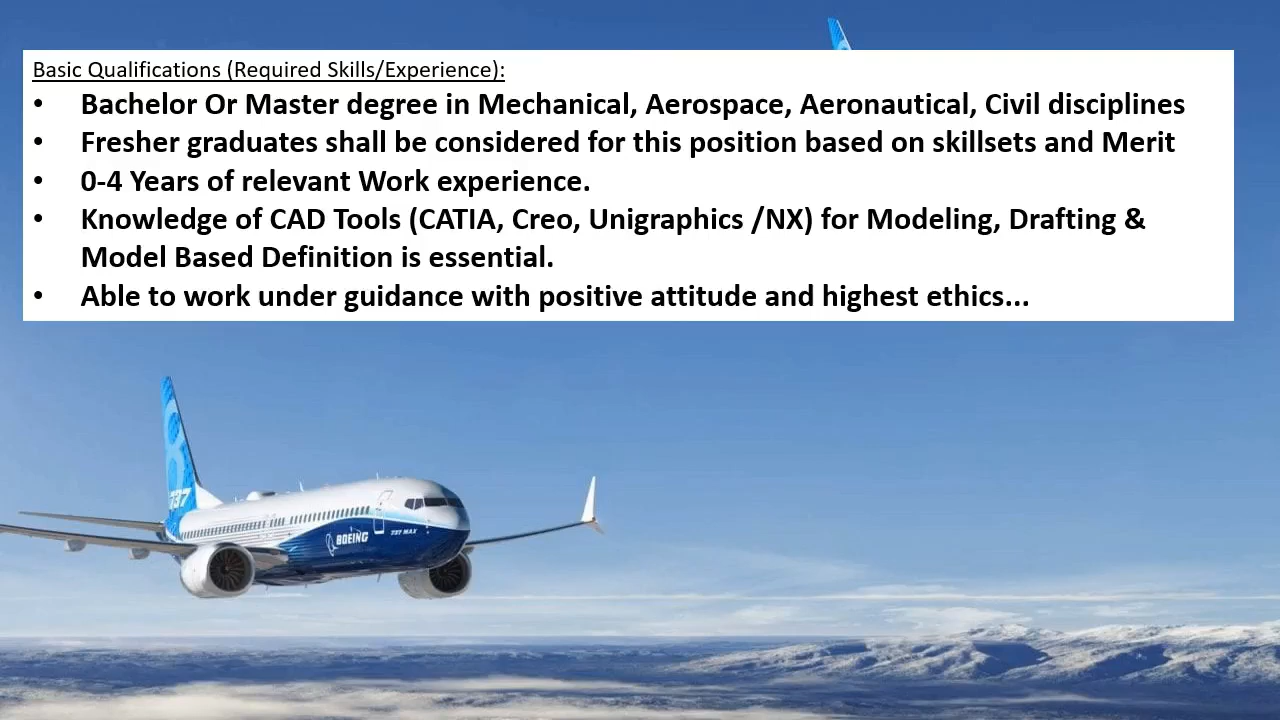 Basic Qualifications (Required Skills/Experience):
• Bachelor Or Master degree in Mechanical, Aerospace, Aeronautical, Civil disciplines
• Fresher graduates shall be considered for this position based on skillsets and Merit
• 0-4 Years of relevant Work experience.
• Knowledge of CAD Tools (CATIA, Creo, Unigraphics /NX) for Modeling, Drafting &
Model Based Definition is essential.
• Able to work under guidance with positive attitude and highest ethics...
737
BOEING
737 MAX